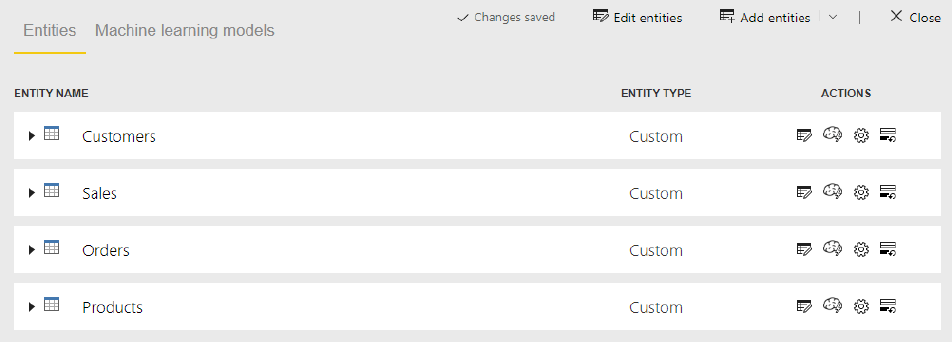 Entities Machine learning models Changes saved Edit entities Add entities Close
ENTITY NAME ENTITY TYPE ACTIONS
Customers Custom
Sales Custom
Orders Custom
Products Custom